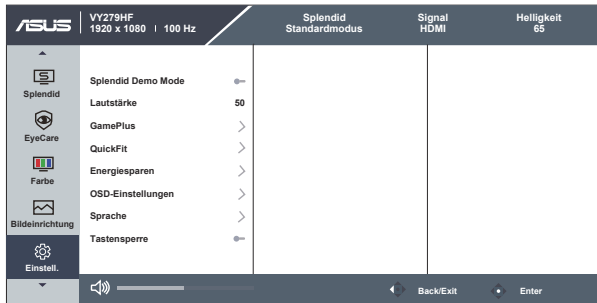 ASUS
VY279HF
1920 x 1080 | 100 Hz
Splendid
Standardmodus
Signal
HDMI
Helligkeit
65
Splendid
EyeCare
Farbe
Bildeinrichtung
Einstell.
Splendid Demo Mode
Lautstärke 50
GamePlus
QuickFit
Energiesparen
OSD-Einstellungen
Sprache
Tastensperre
Back/Exit
Enter